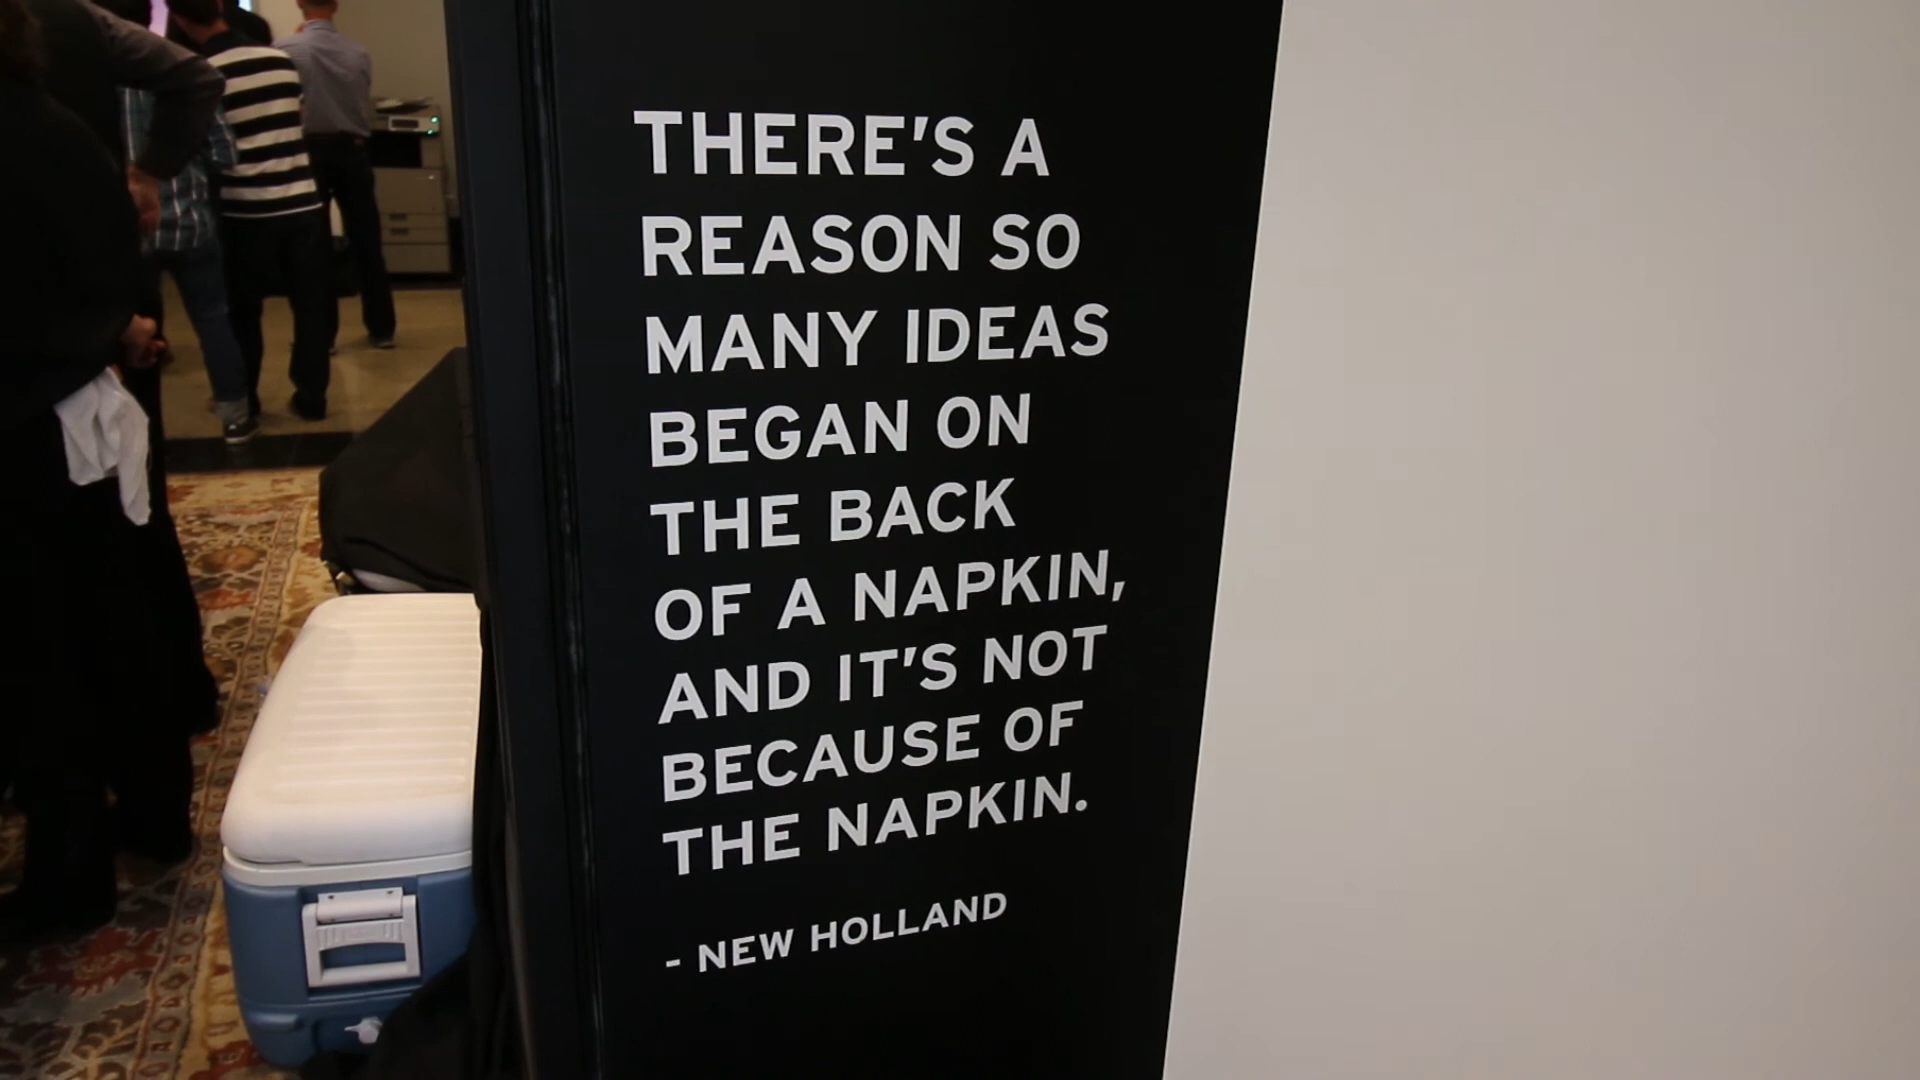 THERE'S A
REASON SO
MANY IDEAS
BEGAN ON
THE BACK
OF A NAPKIN,
AND IT'S NOT
BECAUSE OF
THE NAPKIN.
- NEW HOLLAND